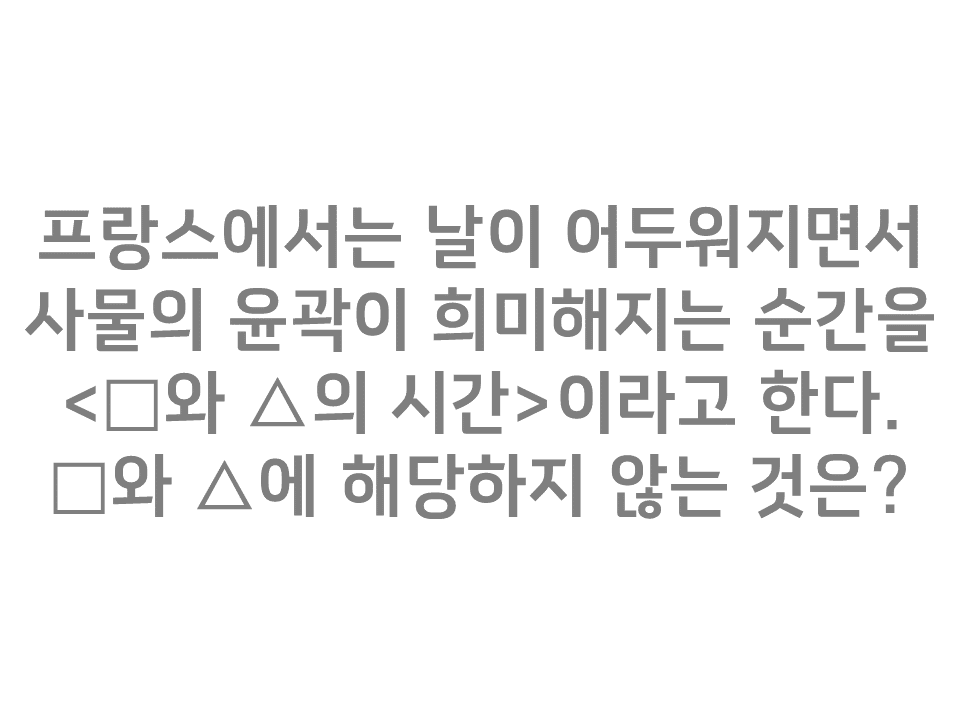 프랑스에서는 날이 어두워지면서
사물의 윤곽이 희미해지는 순간을
<□와 △의 시간>이라고 한다.
□와 △에 해당하지 않는 것은?